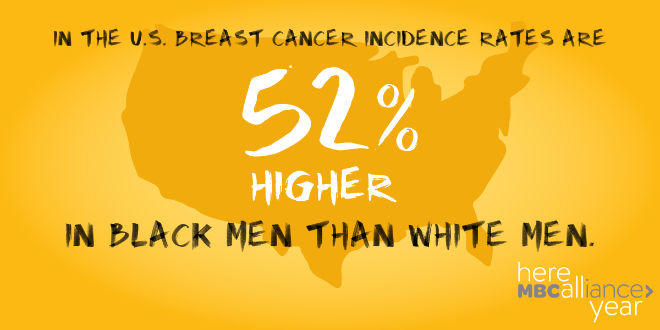 IN THE U.S. BREAST CANCER INCIDENCE RATES ARE
52%
HIGHER
IN BLACK MEN THAN WHITE MEN.
here
MBCalliance>
year